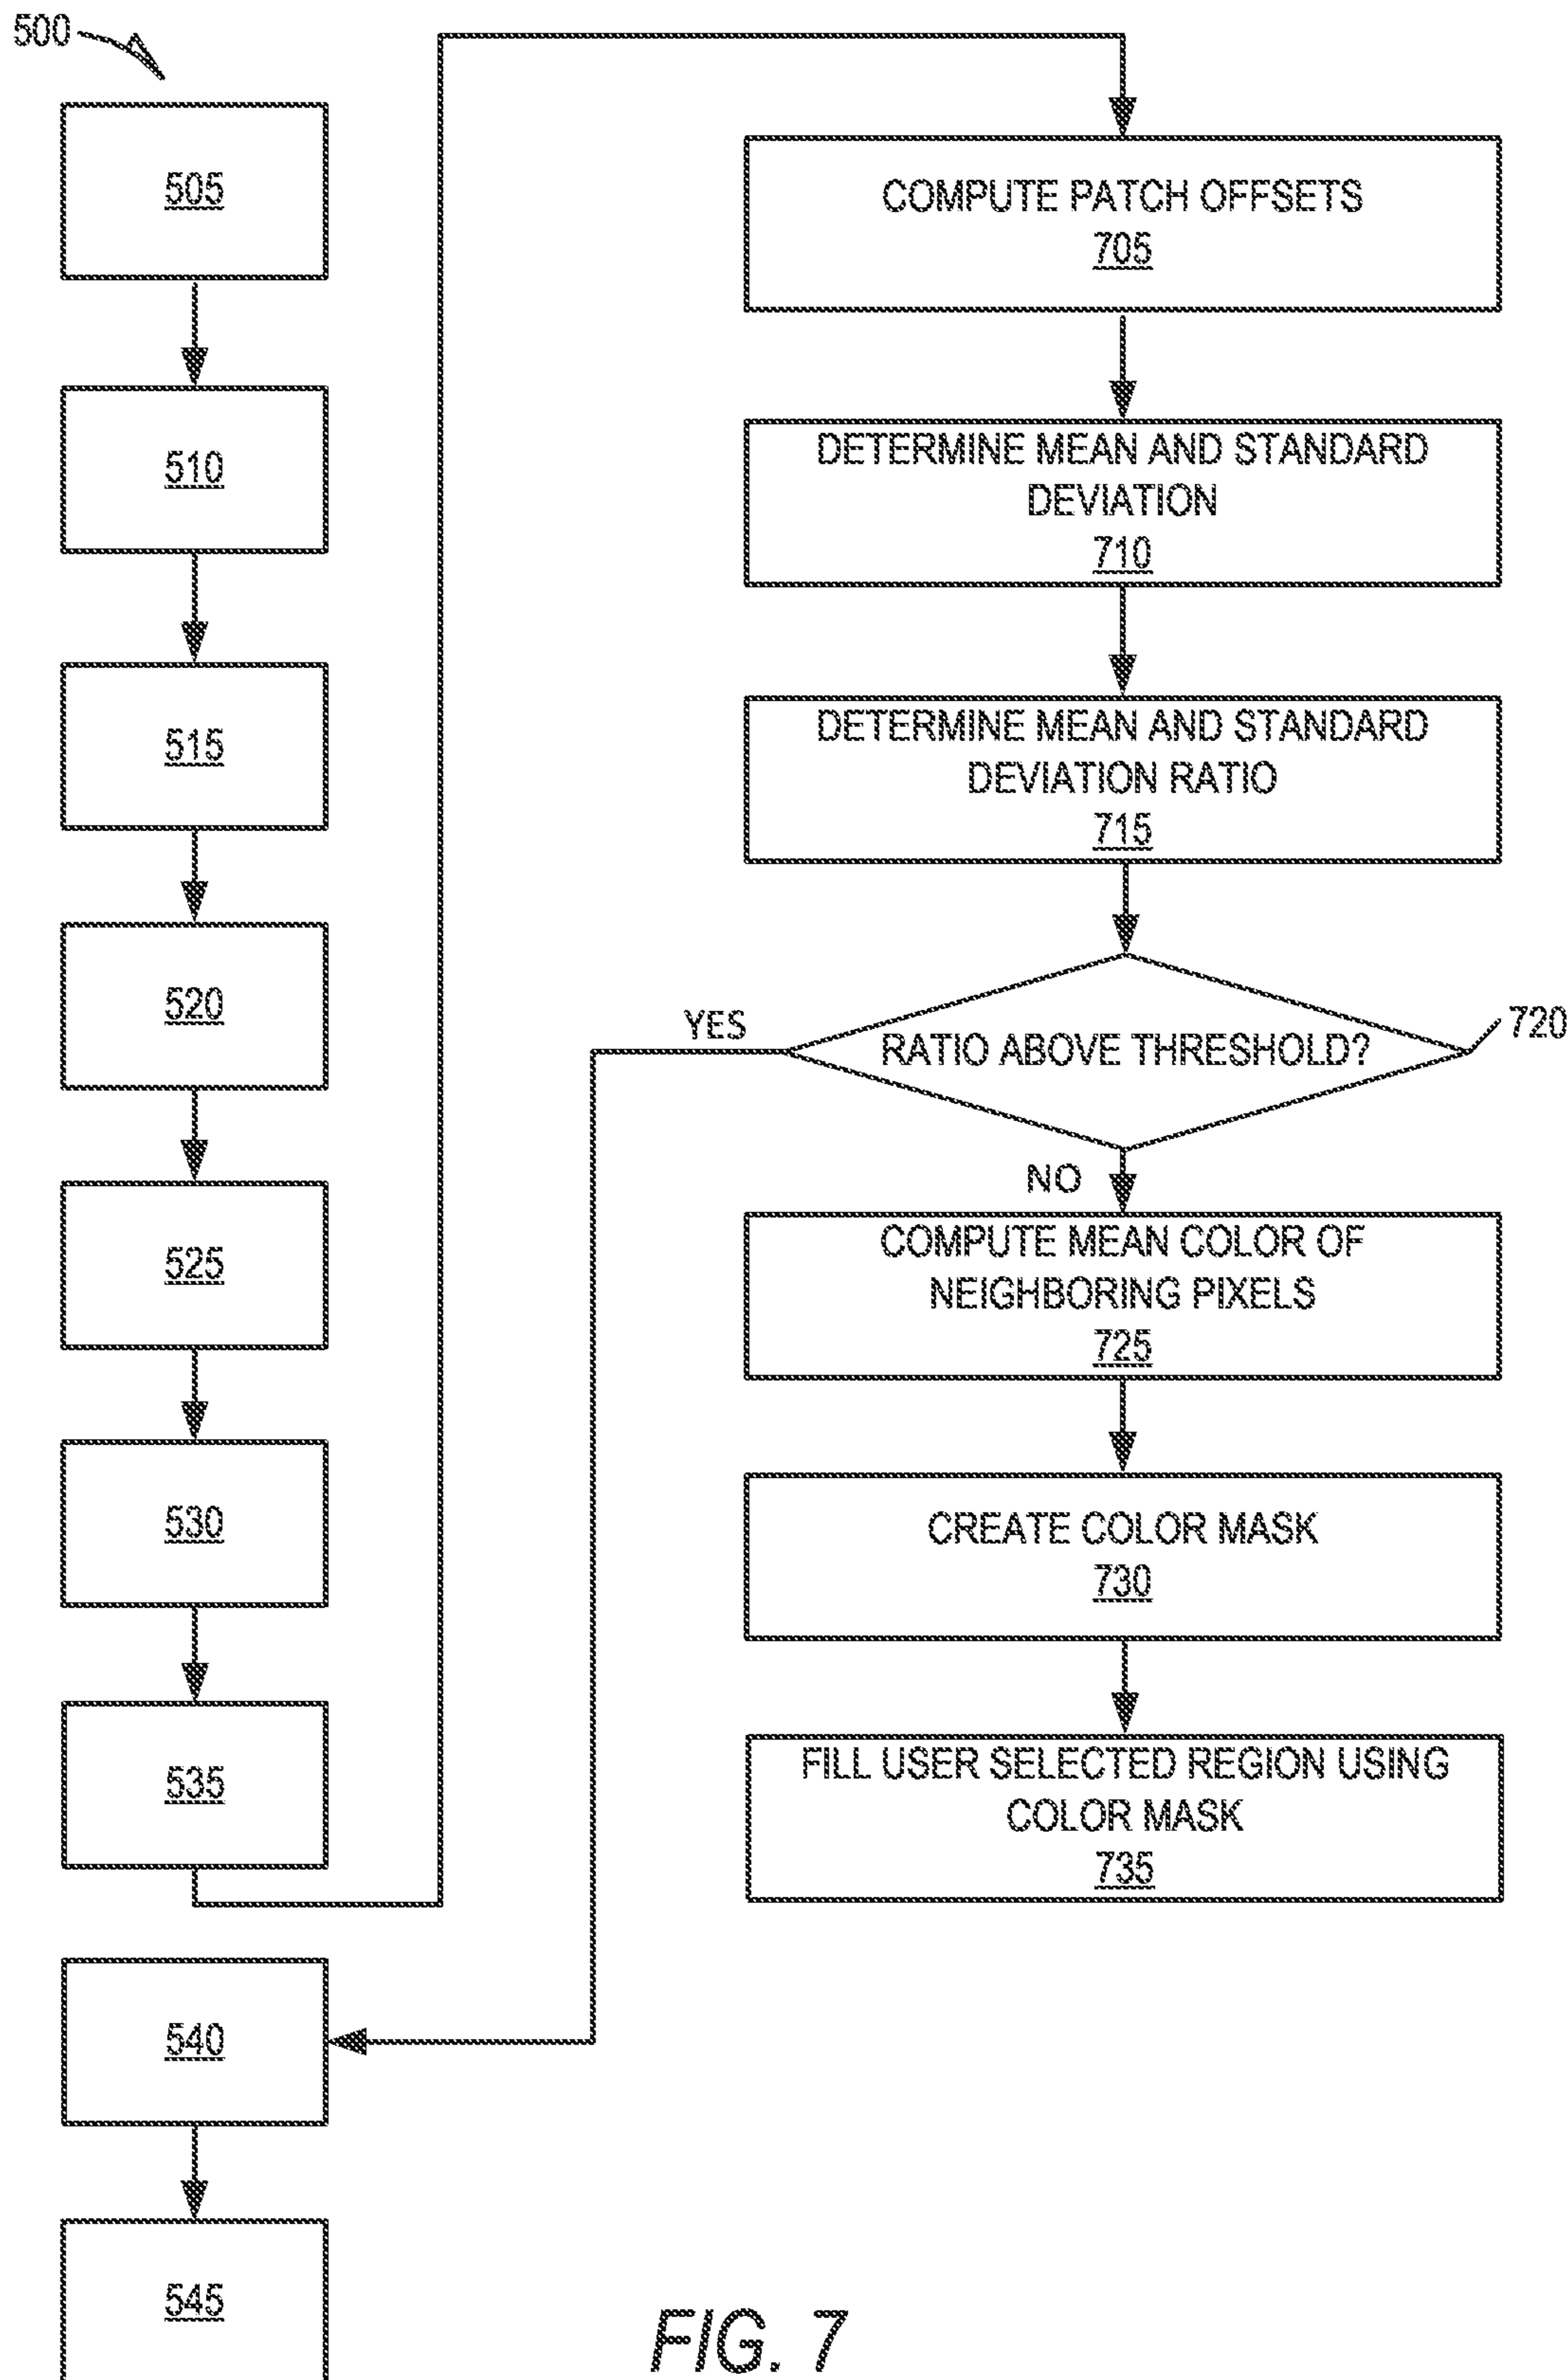 500
505
510
515
520
525
530
535
540
545
COMPUTE PATCH OFFSETS
705
DETERMINE MEAN AND STANDARD
DEVIATION
710
DETERMINE MEAN AND STANDARD
DEVIATION RATIO
715
RATIO ABOVE THRESHOLD?
720
YES
NO
COMPUTE MEAN COLOR OF
NEIGHBORING PIXELS
725
CREATE COLOR MASK
730
FILL USER SELECTED REGION USING
COLOR MASK
735
FIG. 7